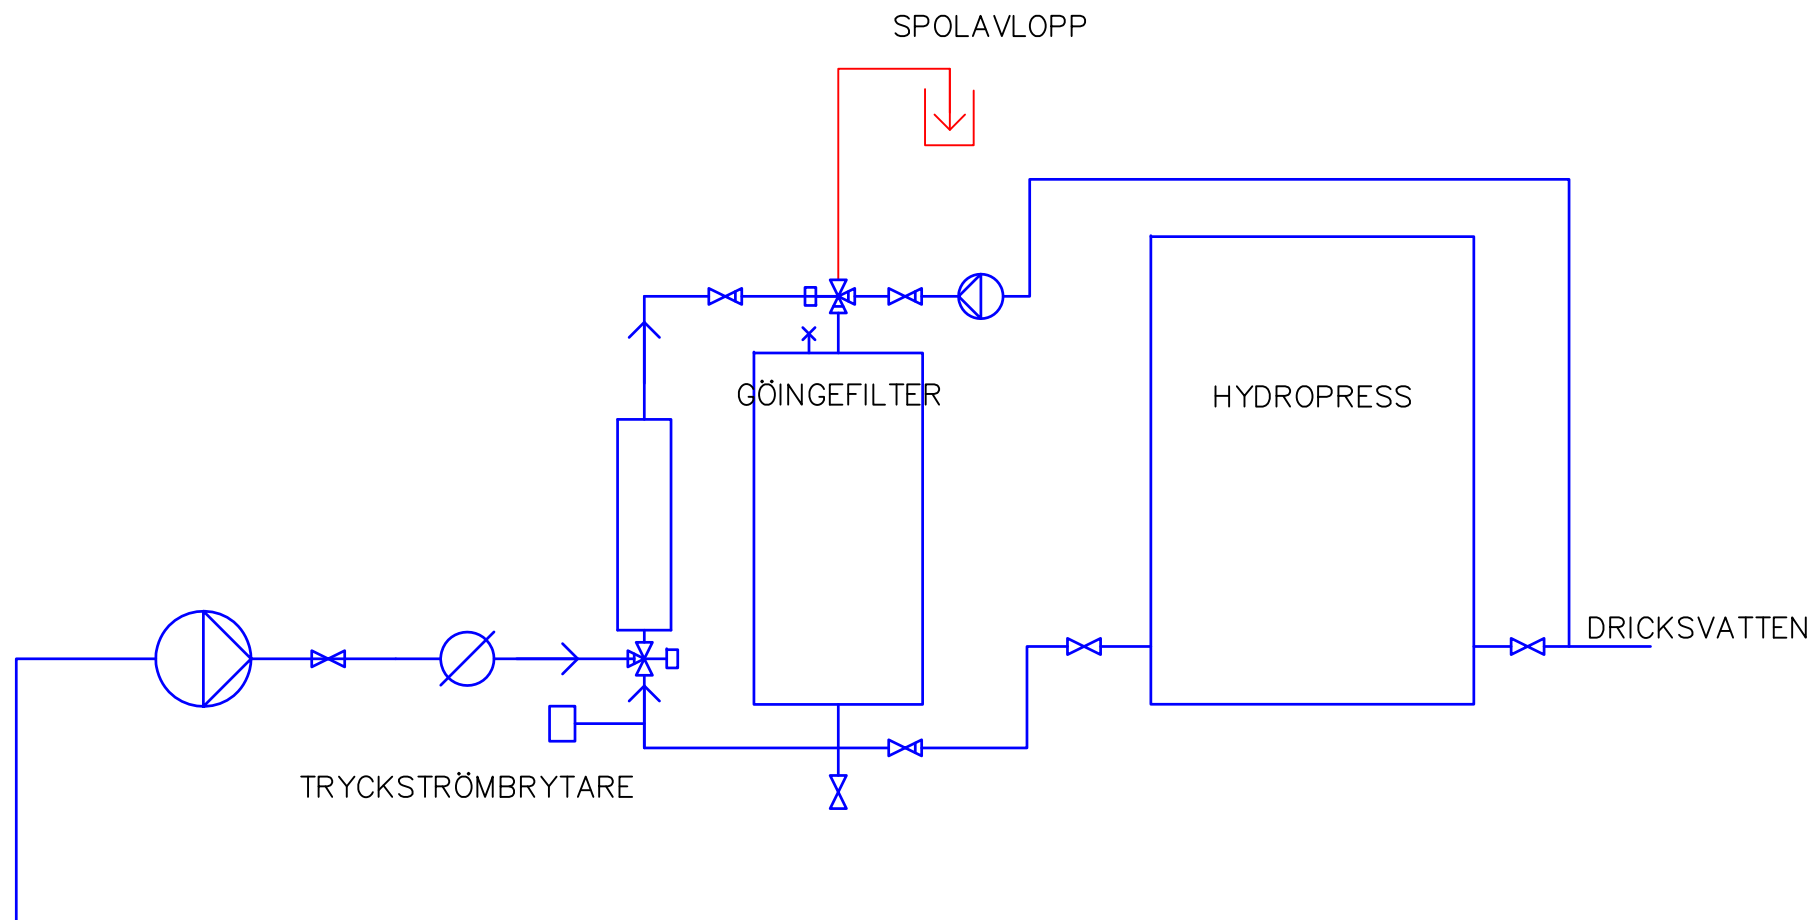 SPOLAVLOPP
GÖINGEFILTER
HYDROPRESS
DRICKSVATTEN
TRYCKSTRÖMBRYTARE